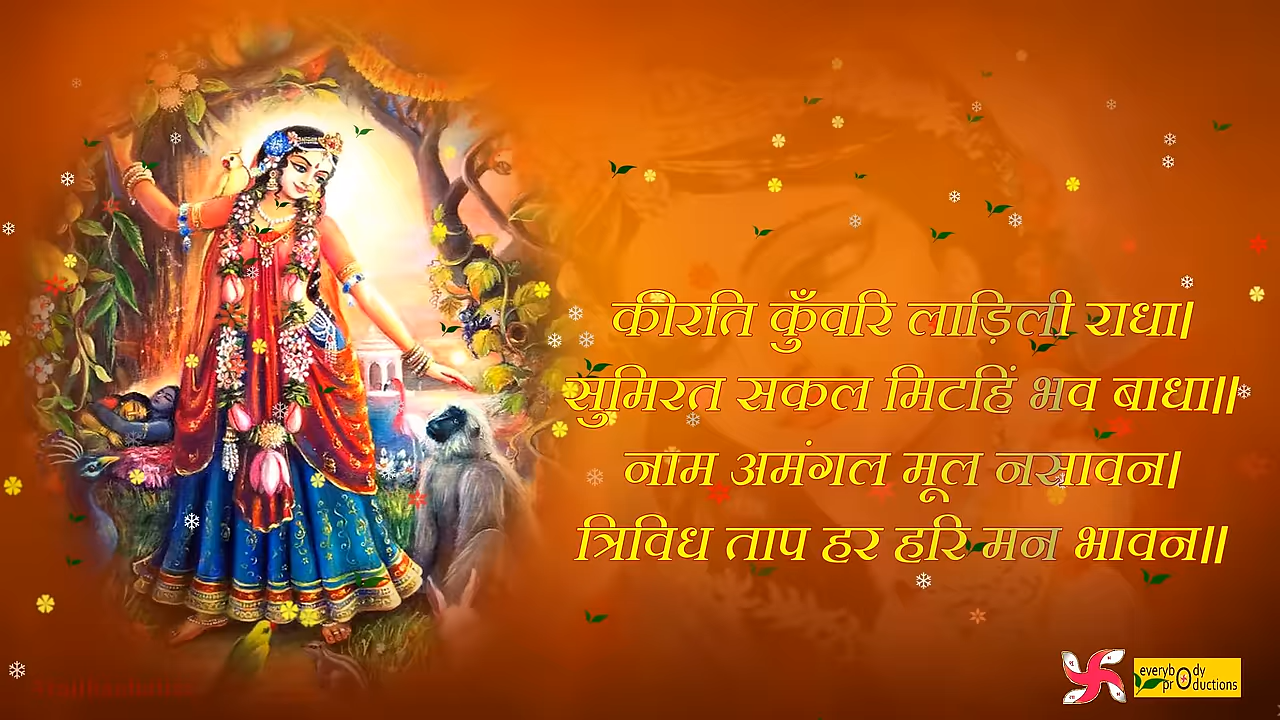 कीरति कुँवरि लाड़िली राधा।
सुमिरत सकल मिटहिं भव बाधा॥
नाम अमंगल मूल नसावन।
त्रिविध ताप हर हरि मन भावन॥
everybOdy
prOductions